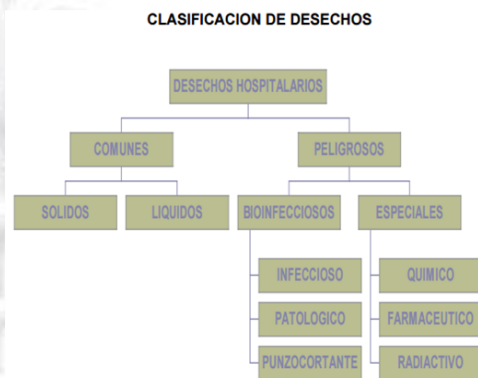 CLASIFICACION DE DESECHOS
DESECHOS HOSPITALARIOS
COMUNES
PELIGROSOS
SOLIDOS
LIQUIDOS
BIOINFECCIOSOS
ESPECIALES
INFECCIOSO
QUIMICO
PATOLOGICO
FARMACEUTICO
PUNZOCORTANTE
RADIACTIVO